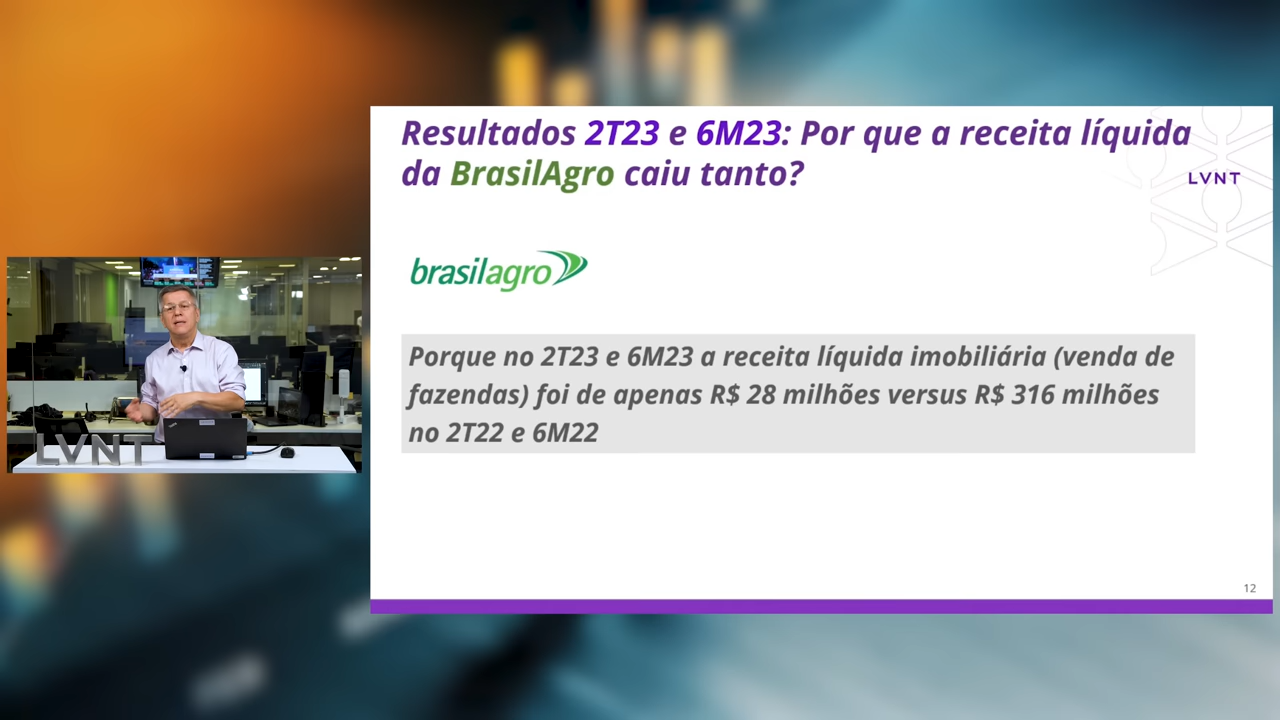 Resultados 2T23 e 6M23: Por que a receita líquida
da BrasilAgro caiu tanto?
LVNT
brasilagro
Porque no 2T23 e 6M23 a receita líquida imobiliária (venda de
fazendas) foi de apenas R$ 28 milhões versus R$ 316 milhões
no 2T22 e 6M22
LVNT
12